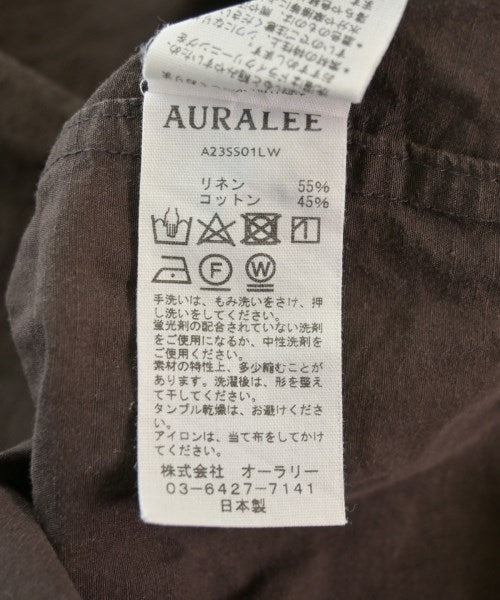 AURALEE
A23SS01LW
リネン 55%
コットン 45%
F
W
手洗いは、もみ洗いをさけ、押
し洗いをしてください。
蛍光剤の配合されていない洗剤
をご使用になるか、中性洗剤を
ご使用ください。
素材の特性上、多少縮むことが
あります。洗濯後は、形を整え
て干してください。
タンブル乾燥は、お避けくださ
い。
アイロンは、当て布をしてかけ
てください。
株式会社 オーラリー
03-6427-7141
日本製